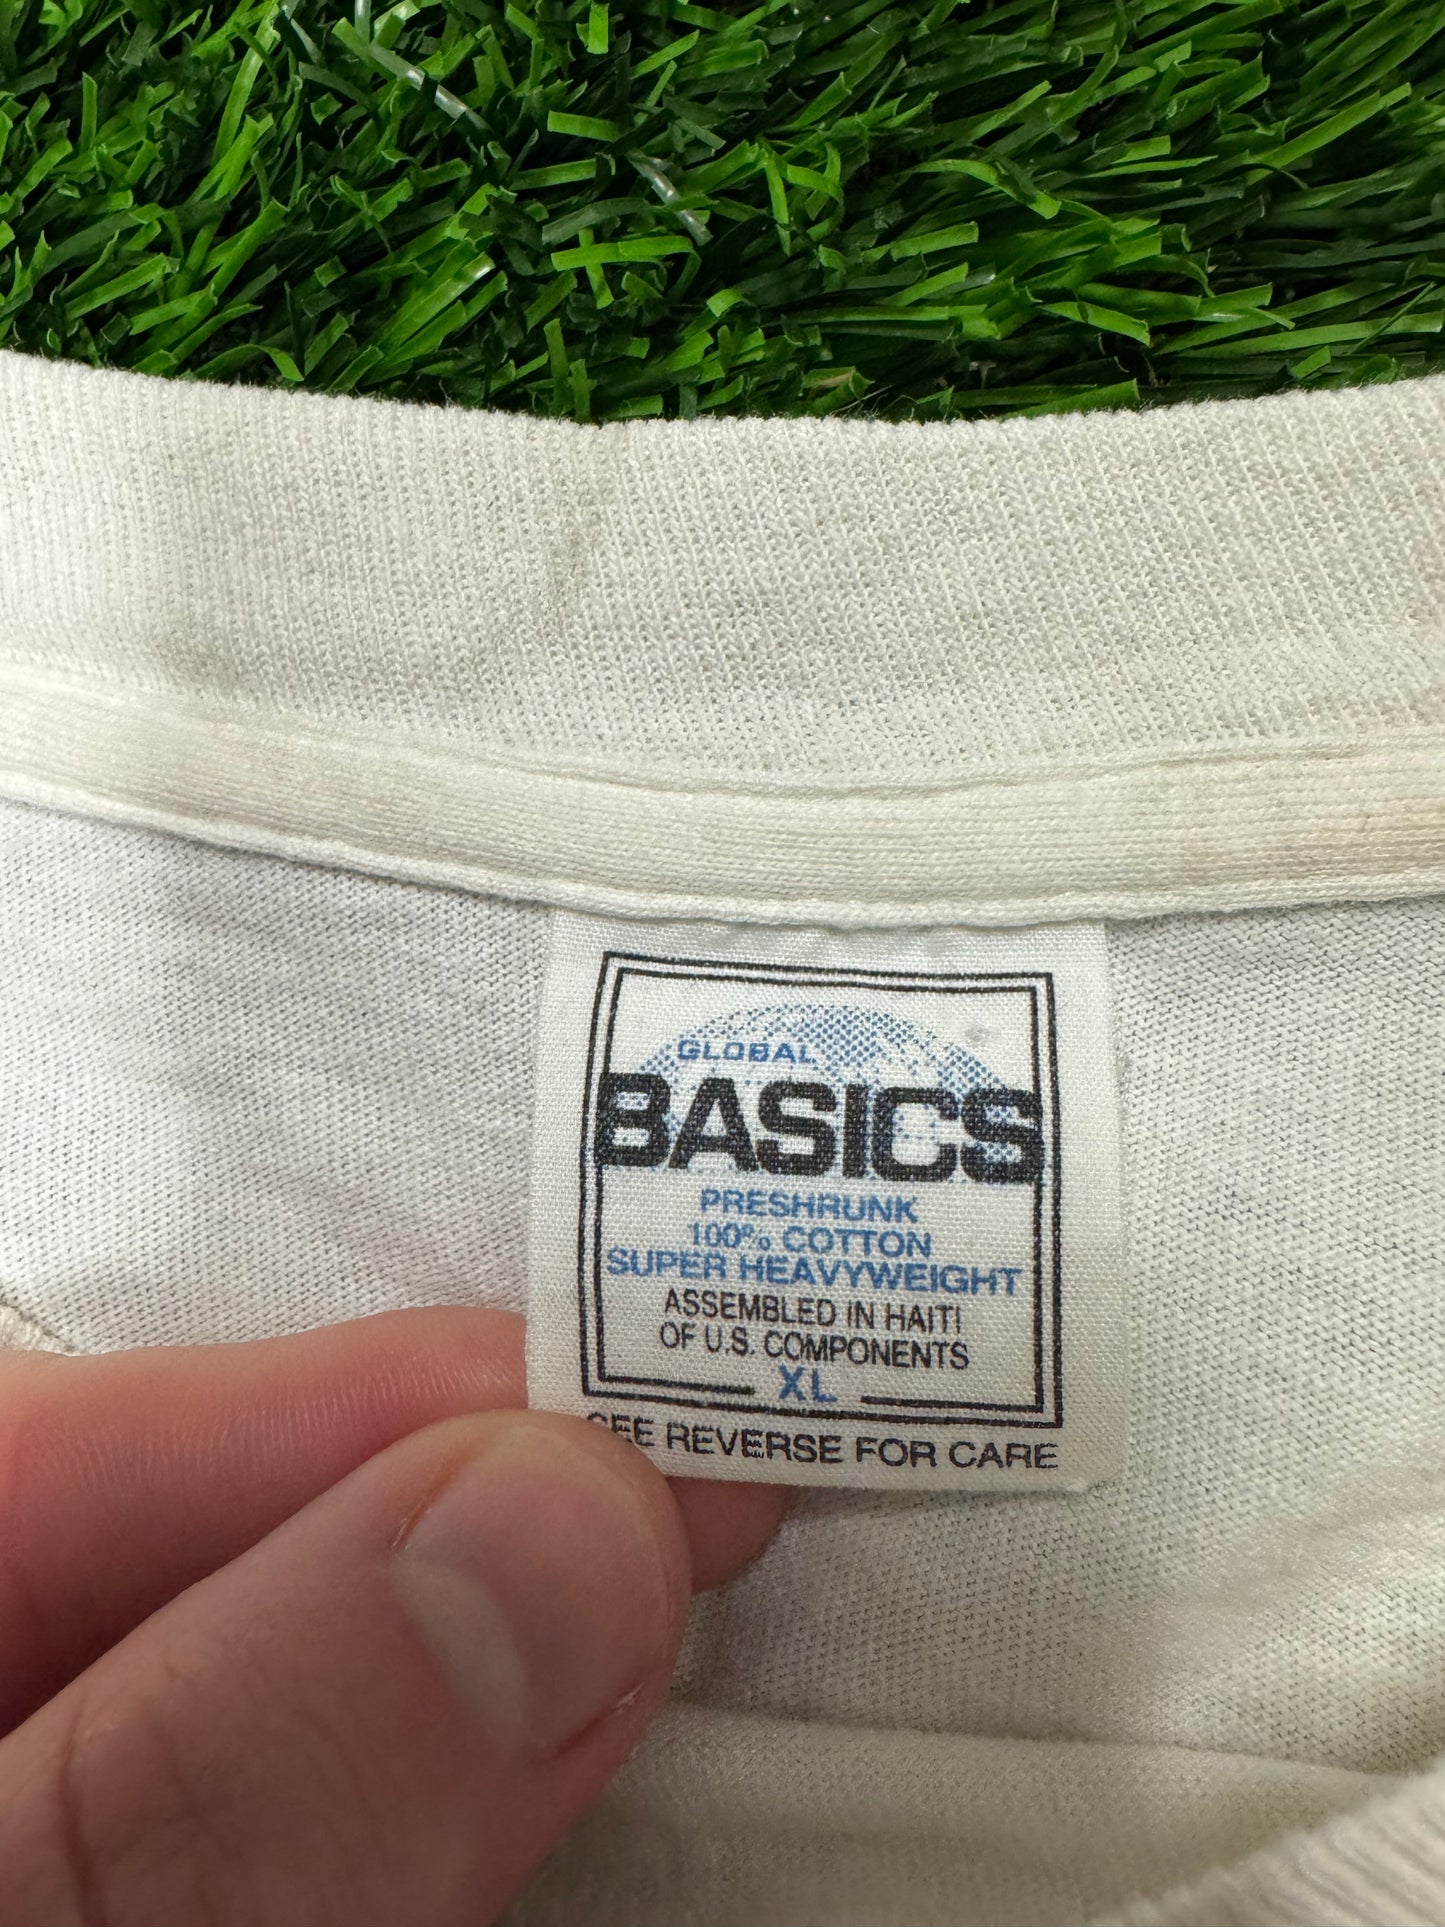 GLOBAL
BASICS
PRESHRUNK
100% COTTON
SUPER HEAVYWEIGHT
ASSEMBLED IN HAITI
OF U.S. COMPONENTS
XL
SEE REVERSE FOR CARE